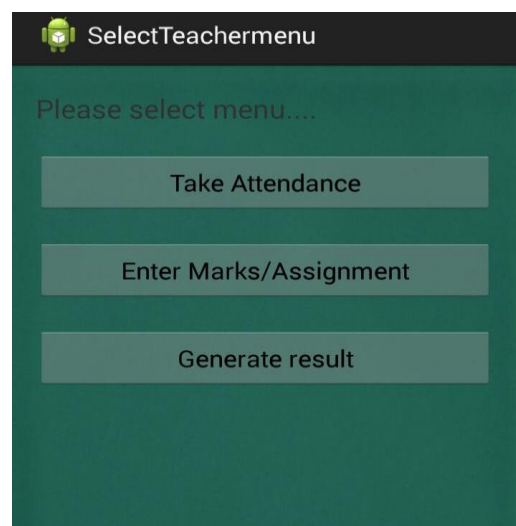 SelectTeachermenu
Please select menu....
Take Attendance
Enter Marks/Assignment
Generate result